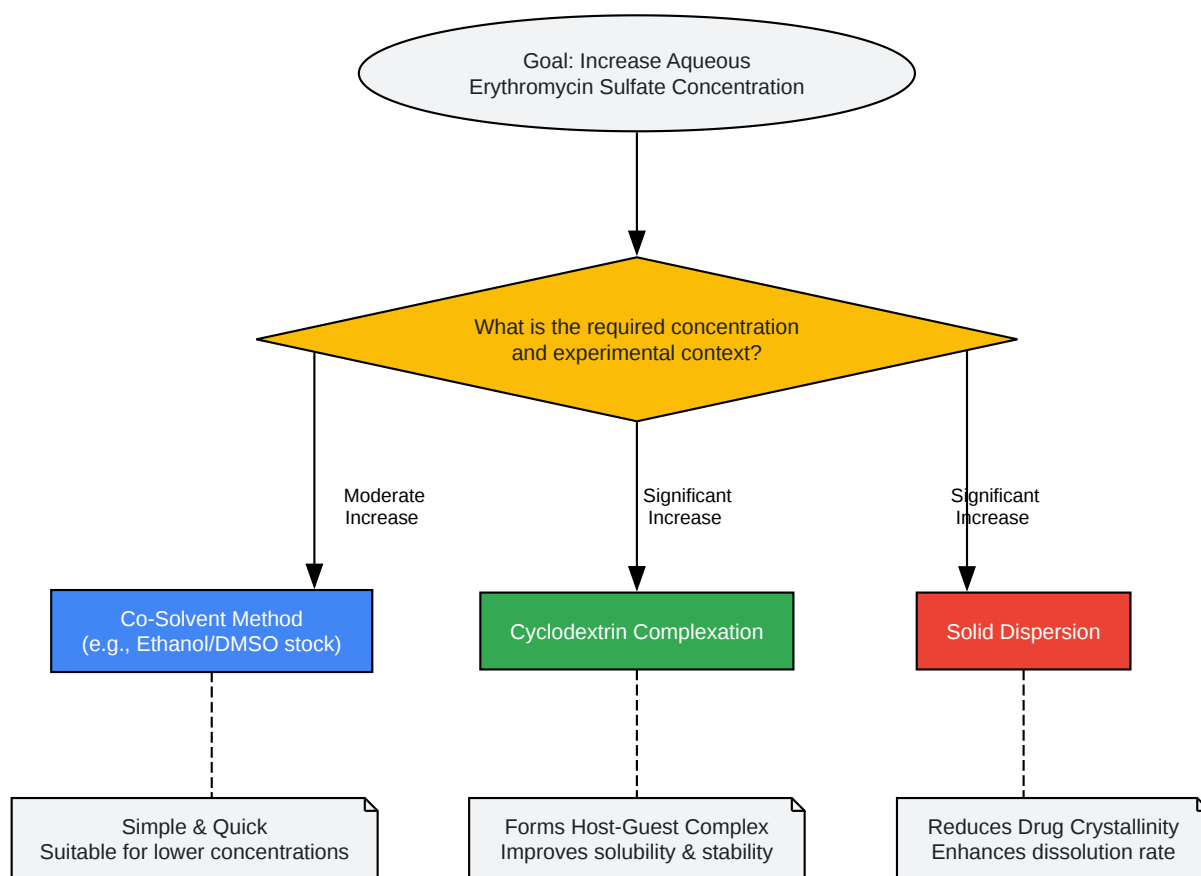 Goal: Increase Aqueous
Erythromycin Sulfate Concentration
What is the required concentration
and experimental context?
Moderate
Increase
Significant
Increase
Significant
Increase
Co-Solvent Method
(e.g., Ethanol/DMSO stock)
Cyclodextrin Complexation
Solid Dispersion
Simple & Quick
Suitable for lower concentrations
Forms Host-Guest Complex
Improves solubility & stability
Reduces Drug Crystallinity
Enhances dissolution rate